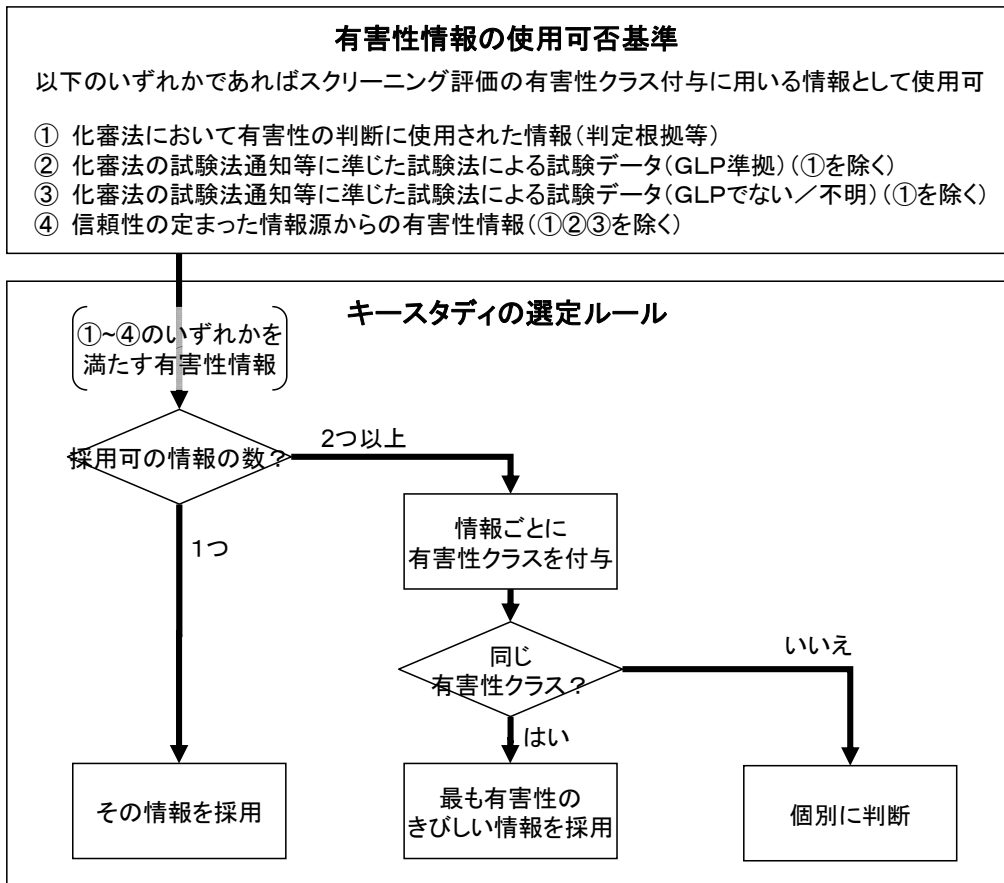 有害性情報の使用可否基準
以下のいずれかであればスクリーニング評価の有害性クラス付与に用いる情報として使用可
① 化審法において有害性の判断に使用された情報(判定根拠等)
② 化審法の試験法通知等に準じた試験法による試験データ(GLP準拠)(①を除く)
③ 化審法の試験法通知等に準じた試験法による試験データ(GLPでない/不明)(①を除く)
④ 信頼性の定まった情報源からの有害性情報(①②③を除く)
キースタディの選定ルール
①~④のいずれかを
満たす有害性情報
採用可の情報の数?
2つ以上
1つ
情報ごとに
有害性クラスを付与
同じ
有害性クラス?
いいえ
はい
その情報を採用
最も有害性の
きびしい情報を採用
個別に判断